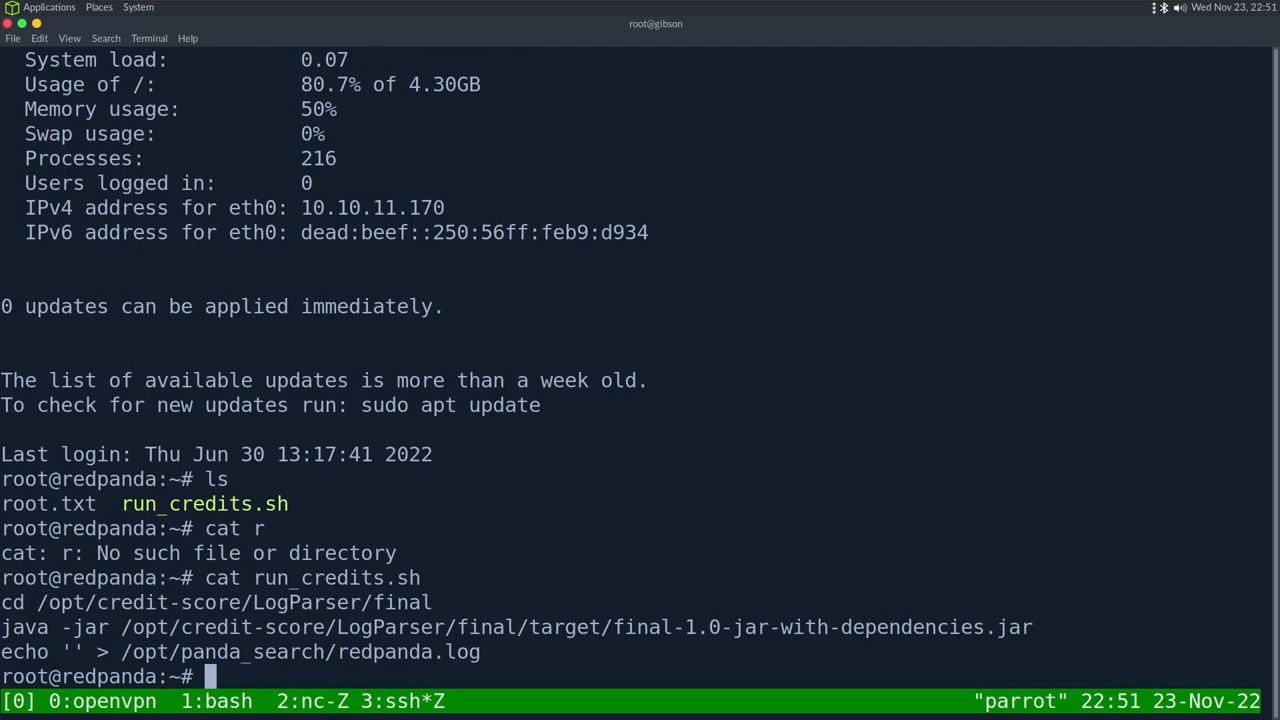 Applications Places System Wed Nov 23, 22:51
root@gibson
File Edit View Search Terminal Help
System load: 0.07
Usage of /: 80.7% of 4.30GB
Memory usage: 50%
Swap usage: 0%
Processes: 216
Users logged in: 0
IPv4 address for eth0: 10.10.11.170
IPv6 address for eth0: dead:beef::250:56ff:feb9:d934
0 updates can be applied immediately.
The list of available updates is more than a week old.
To check for new updates run: sudo apt update
Last login: Thu Jun 30 13:17:41 2022
root@redpanda:~# ls
root.txt run_credits.sh
root@redpanda:~# cat r
cat: r: No such file or directory
root@redpanda:~# cat run_credits.sh
cd /opt/credit-score/LogParser/final
java -jar /opt/credit-score/LogParser/final/target/final-1.0-jar-with-dependencies.jar
echo '' > /opt/panda_search/redpanda.log
root@redpanda:~#
[0] 0:openvpn 1:bash 2:nc-Z 3:ssh*Z "parrot" 22:51 23-Nov-22